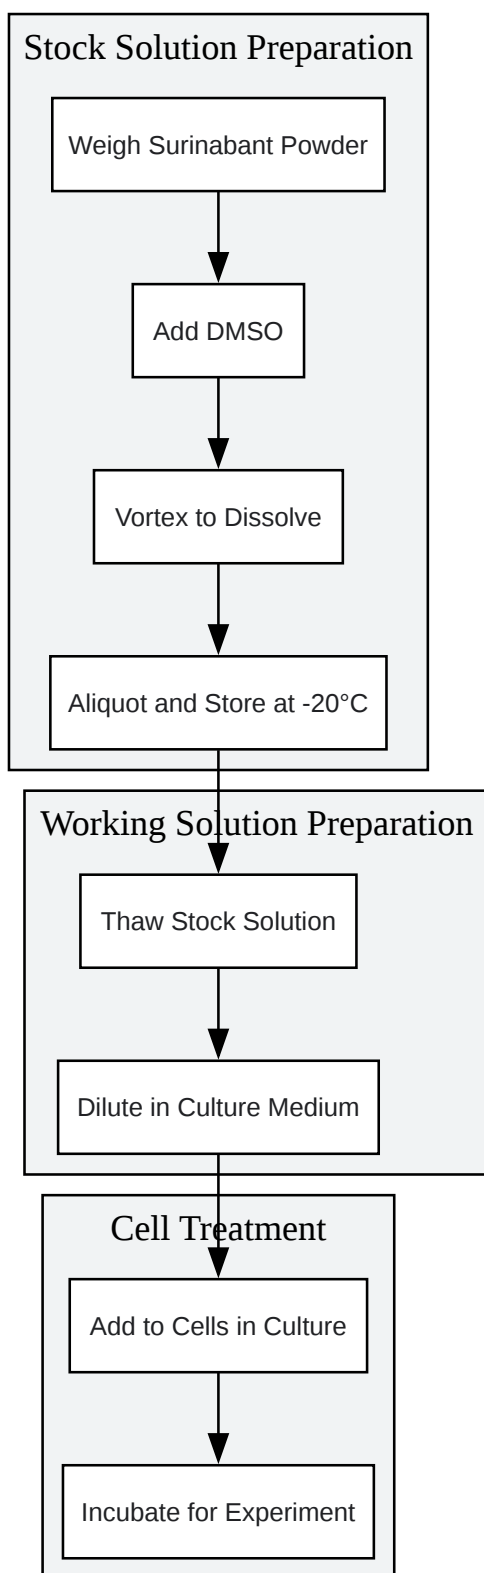 Stock Solution Preparation
Weigh Surinabant Powder
Add DMSO
Vortex to Dissolve
Aliquot and Store at -20°C
Working Solution Preparation
Thaw Stock Solution
Dilute in Culture Medium
Cell Treatment
Add to Cells in Culture
Incubate for Experiment